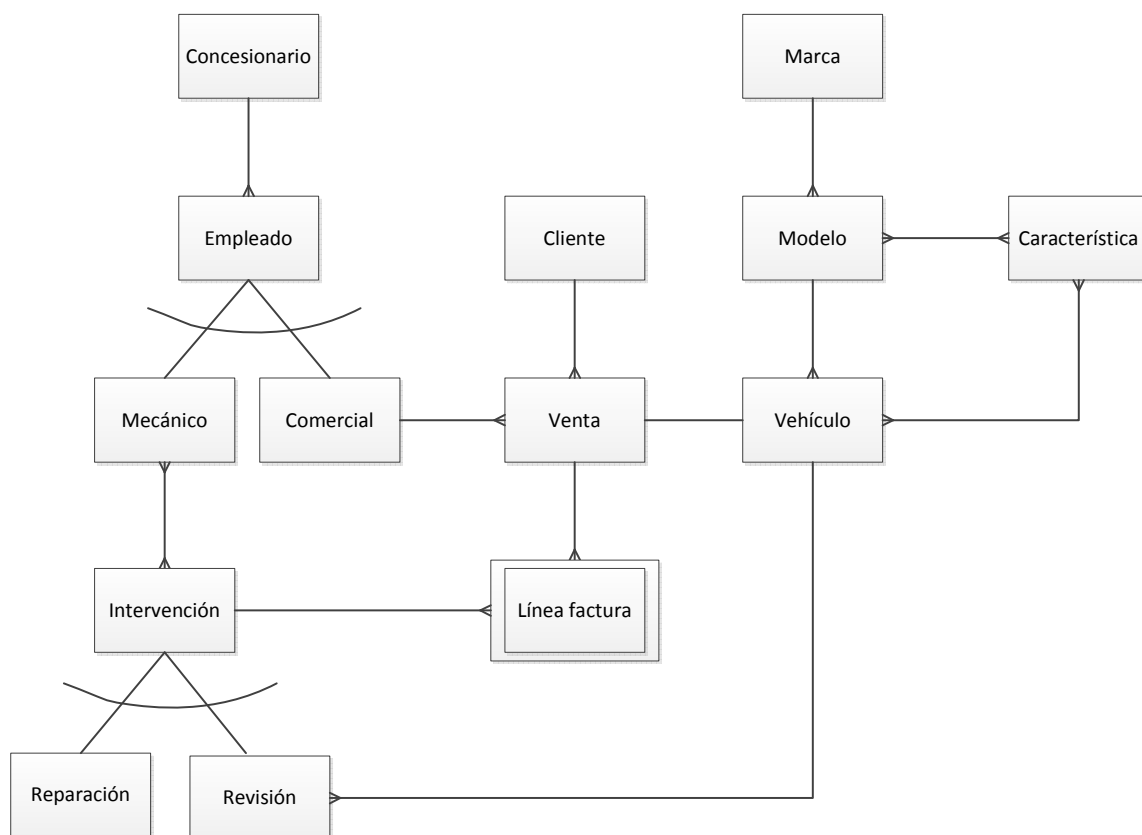 Concesionario
Marca
Empleado
Cliente
Modelo
Característica
Mecánico
Comercial
Venta
Vehículo
Intervención
Línea factura
Reparación
Revisión